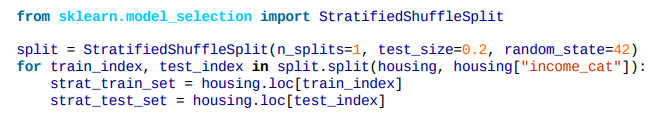 from sklearn.model_selection import StratifiedShuffleSplit

split = StratifiedShuffleSplit(n_splits=1, test_size=0.2, random_state=42)
for train_index, test_index in split.split(housing, housing["income_cat"]):
    strat_train_set = housing.loc[train_index]
    strat_test_set = housing.loc[test_index]